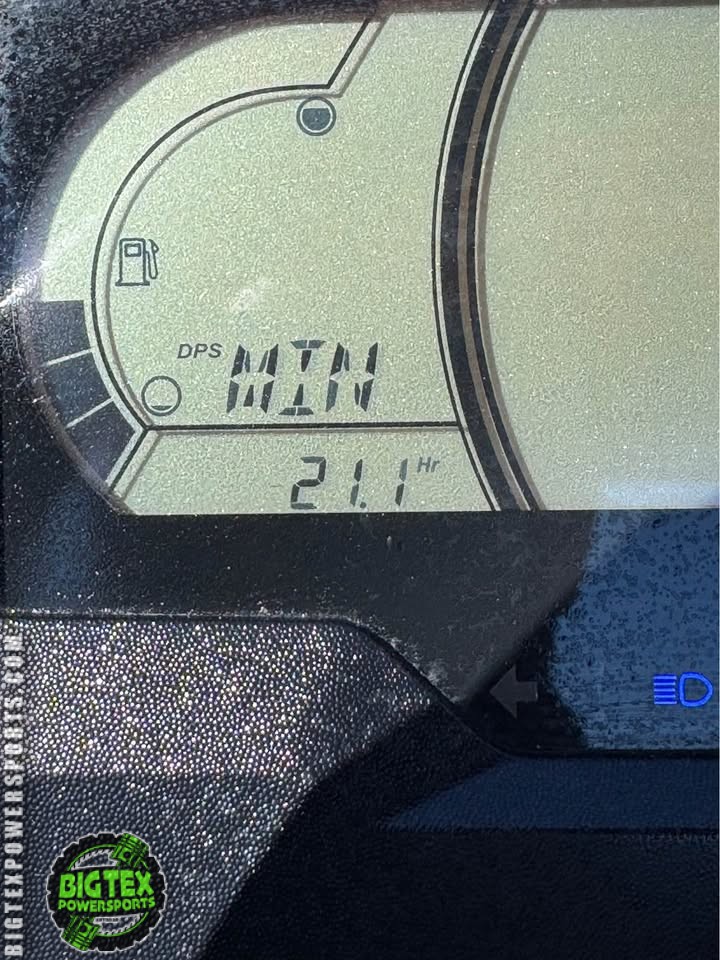 DPS MIN
21.1 Hr
BIGTEXPOWERSPORTS.COM
BIGTEX
POWERSPORTS